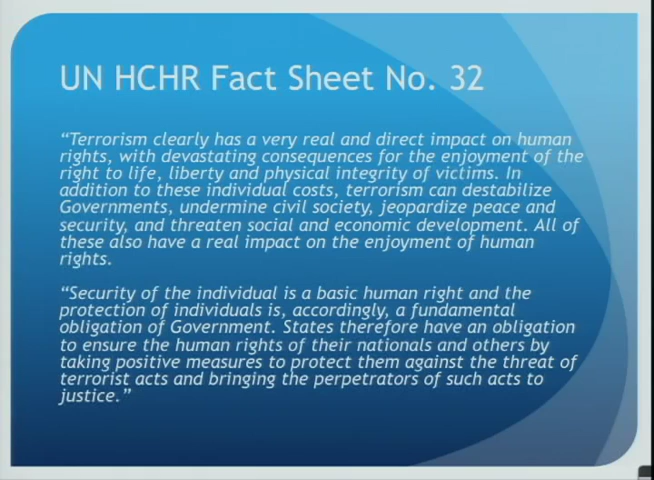 UN HCHR Fact Sheet No. 32
“Terrorism clearly has a very real and direct impact on human
rights, with devastating consequences for the enjoyment of the
right to life, liberty and physical integrity of victims. In
addition to these individual costs, terrorism can destabilize
Governments, undermine civil society, jeopardize peace and
security, and threaten social and economic development. All of
these also have a real impact on the enjoyment of human
rights.
“Security of the individual is a basic human right and the
protection of individuals is, accordingly, a fundamental
obligation of Government. States therefore have an obligation
to ensure the human rights of their nationals and others by
taking positive measures to protect them against the threat of
terrorist acts and bringing the perpetrators of such acts to
justice.”